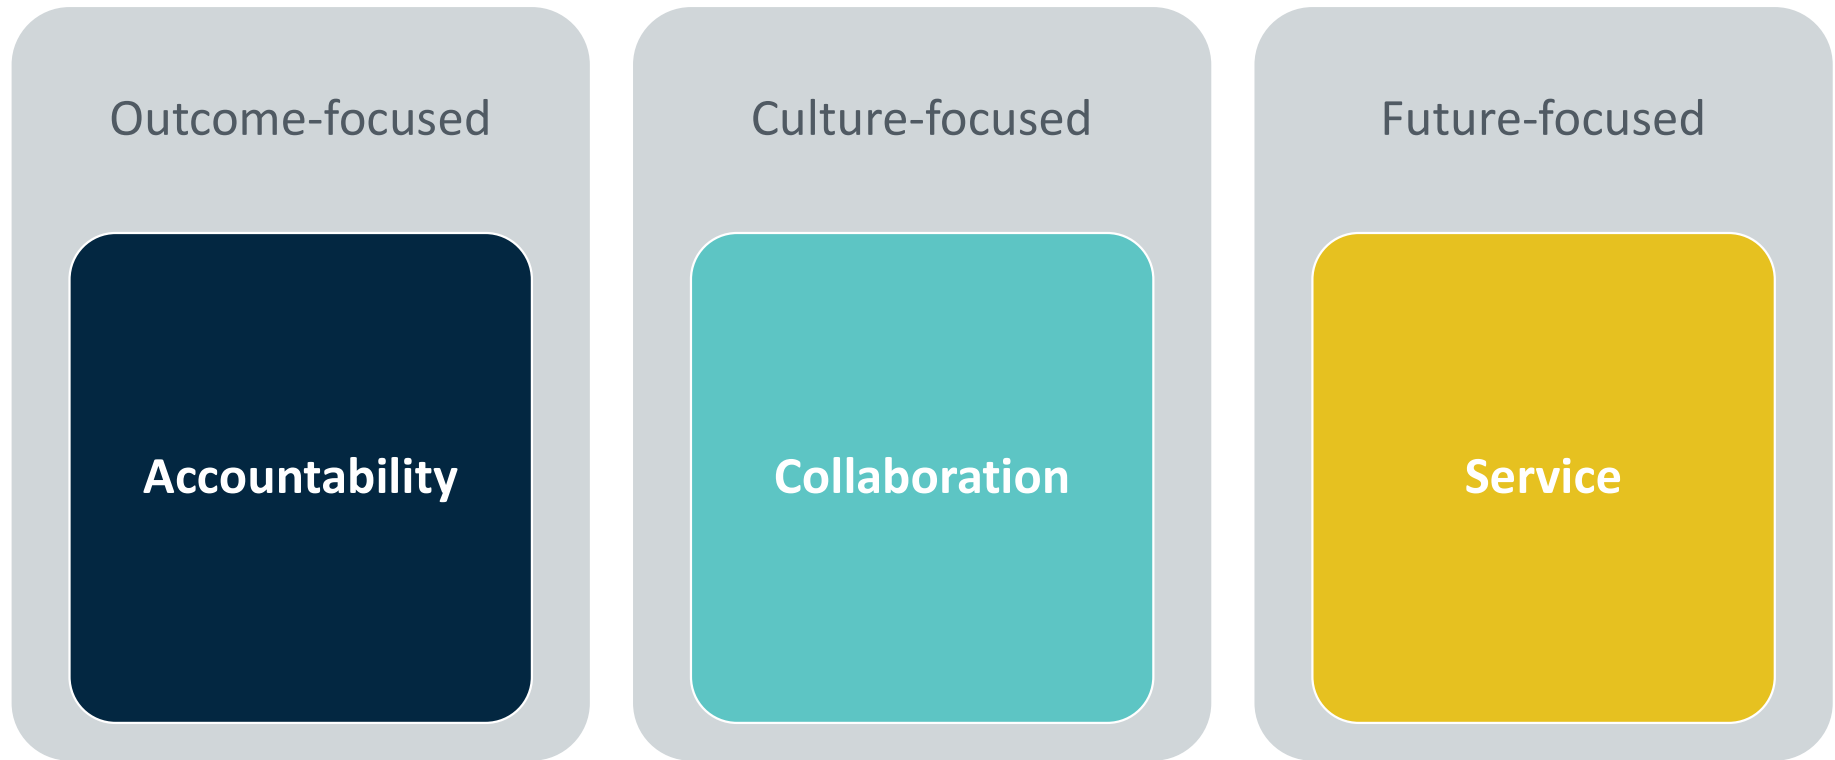 Outcome-focused
Accountability
Culture-focused
Collaboration
Future-focused
Service